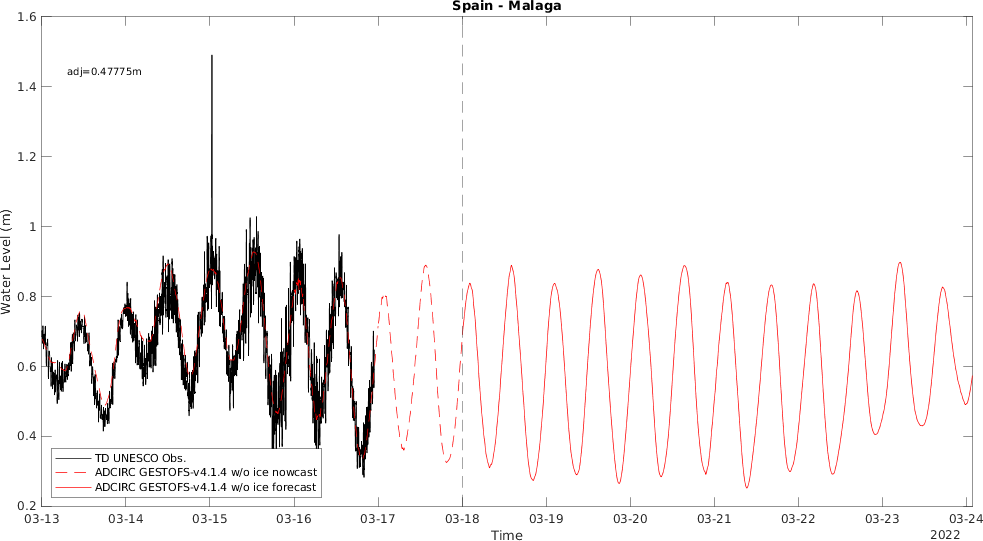 Spain - Malaga
1.6
1.4
1.2
1
0.8
0.6
0.4
0.2
Water Level (m)
adj=0.47775m
TD UNESCO Obs.
ADCIRC GESTOFS-v4.1.4 w/o ice nowcast
ADCIRC GESTOFS-v4.1.4 w/o ice forecast
03-13 03-14 03-15 03-16 03-17 03-18 03-19 03-20 03-21 03-22 03-23 03-24
Time
2022